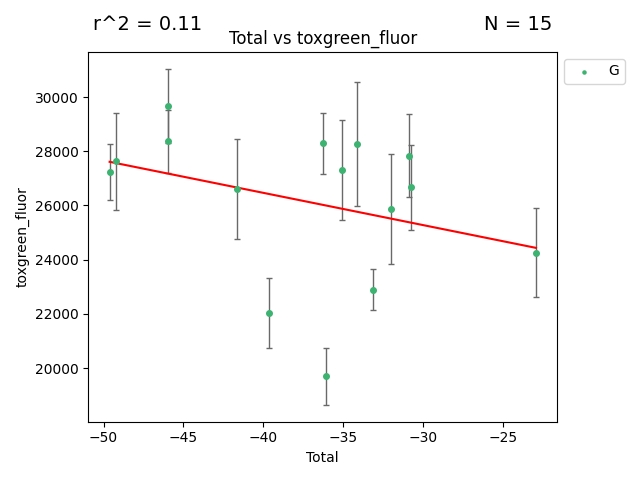 r^2 = 0.11
N = 15
Total vs toxgreen_fluor
G
30000
28000
26000
24000
22000
20000
toxgreen_fluor
−50
−45
−40
−35
−30
−25
Total